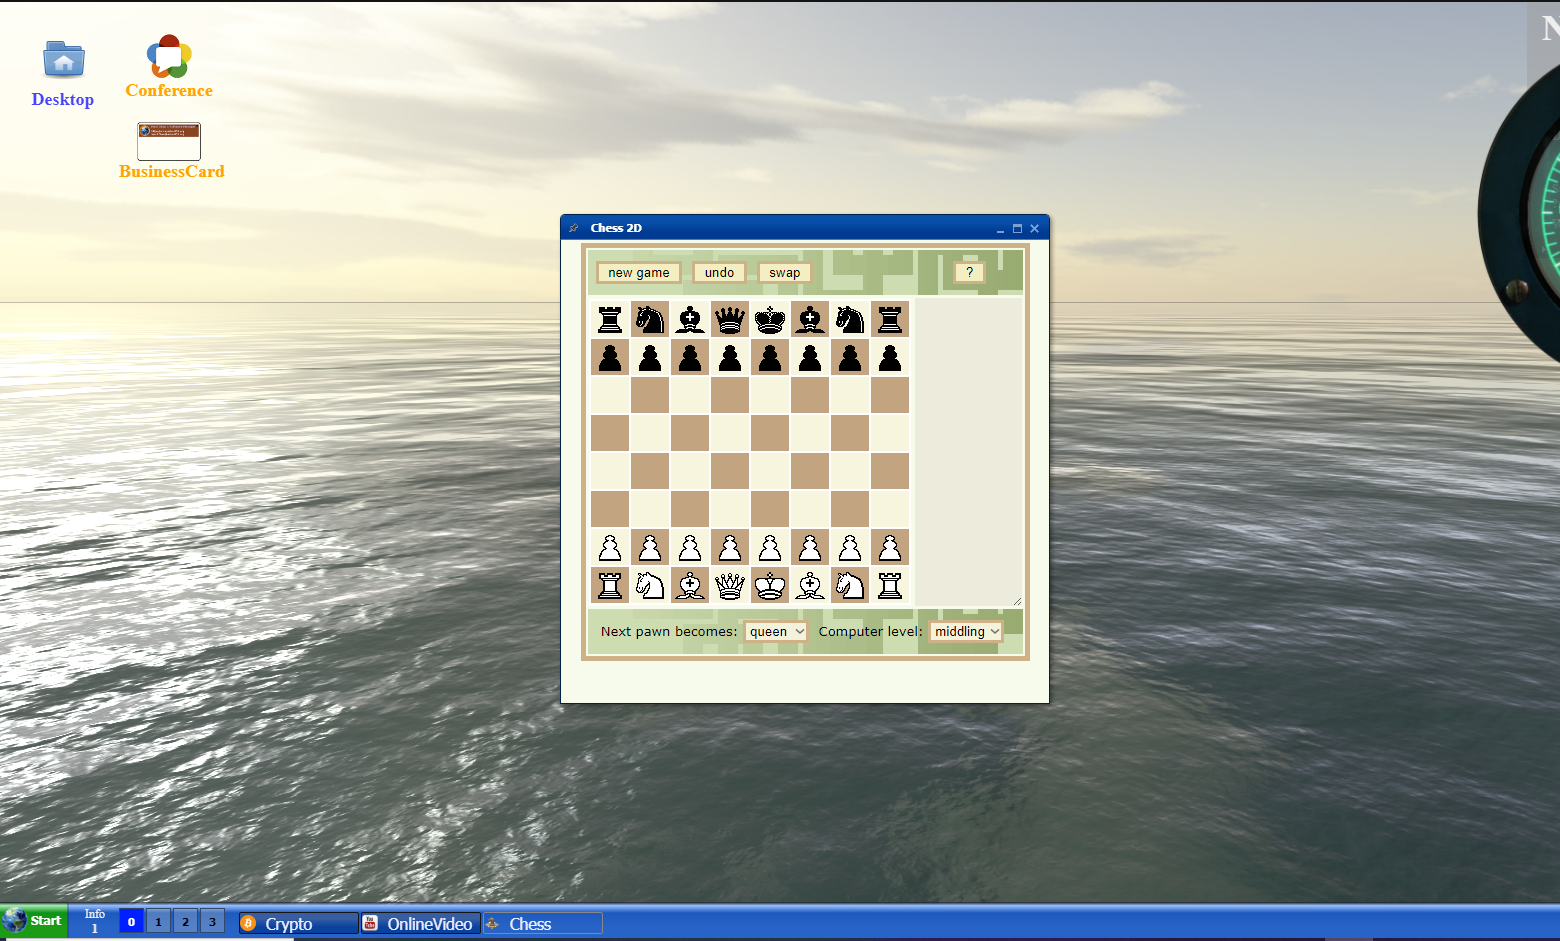 N
Desktop
Conference
BusinessCard
Chess 2D
new game
undo
swap
?
Next pawn becomes: queen Computer level: middling
Start
Info
1
0
1
2
3
Crypto
OnlineVideo
Chess